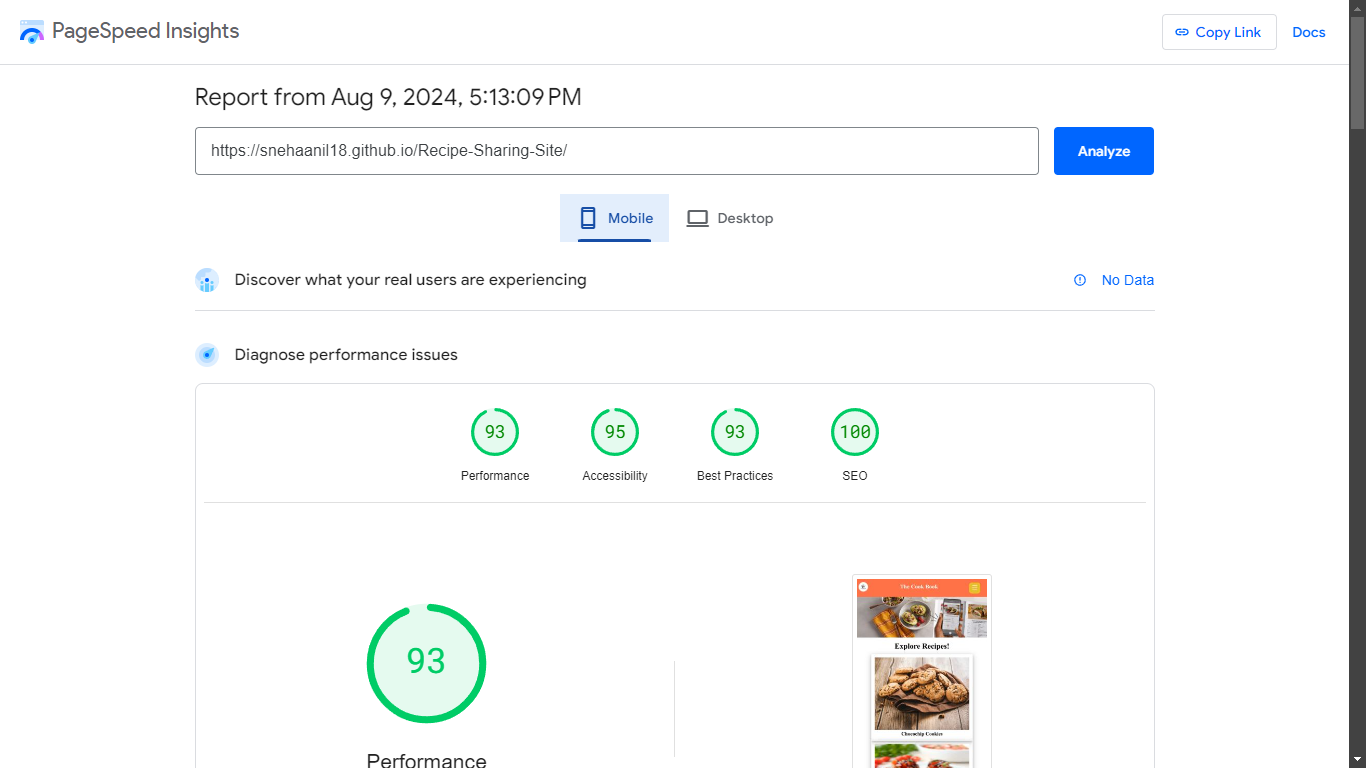 PageSpeed Insights
Copy Link
Docs
Report from Aug 9, 2024, 5:13:09 PM
https://snehaanil18.github.io/Recipe-Sharing-Site/
Analyze
Mobile
Desktop
Discover what your real users are experiencing
No Data
Diagnose performance issues
93
95
93
100
Performance
Accessibility
Best Practices
SEO
93
Performance
The Cook Book
Explore Recipes!
Chocochip Cookies